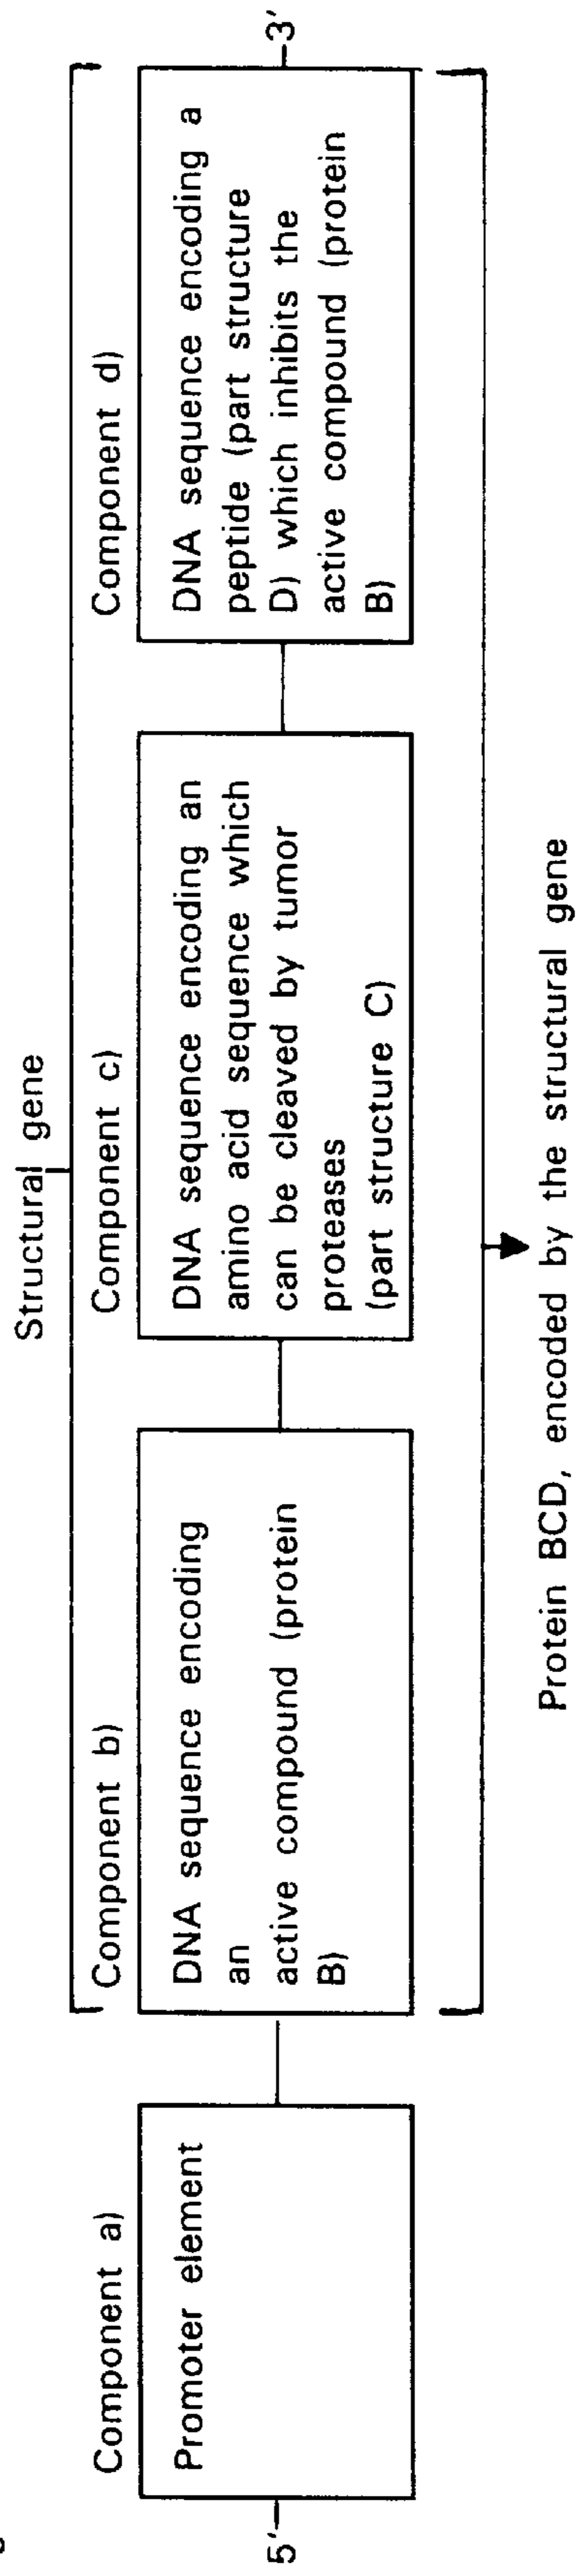 Structural gene
Component a)
Component b)
Component c)
Component d)
5'
Promoter element
DNA sequence encoding
an
active compound (protein
B)
DNA sequence encoding an
amino acid sequence which
can be cleaved by tumor
proteases
(part structure C)
DNA sequence encoding a
peptide (part structure
D) which inhibits the
active compound (protein
B)
3'
Protein BCD, encoded by the structural gene